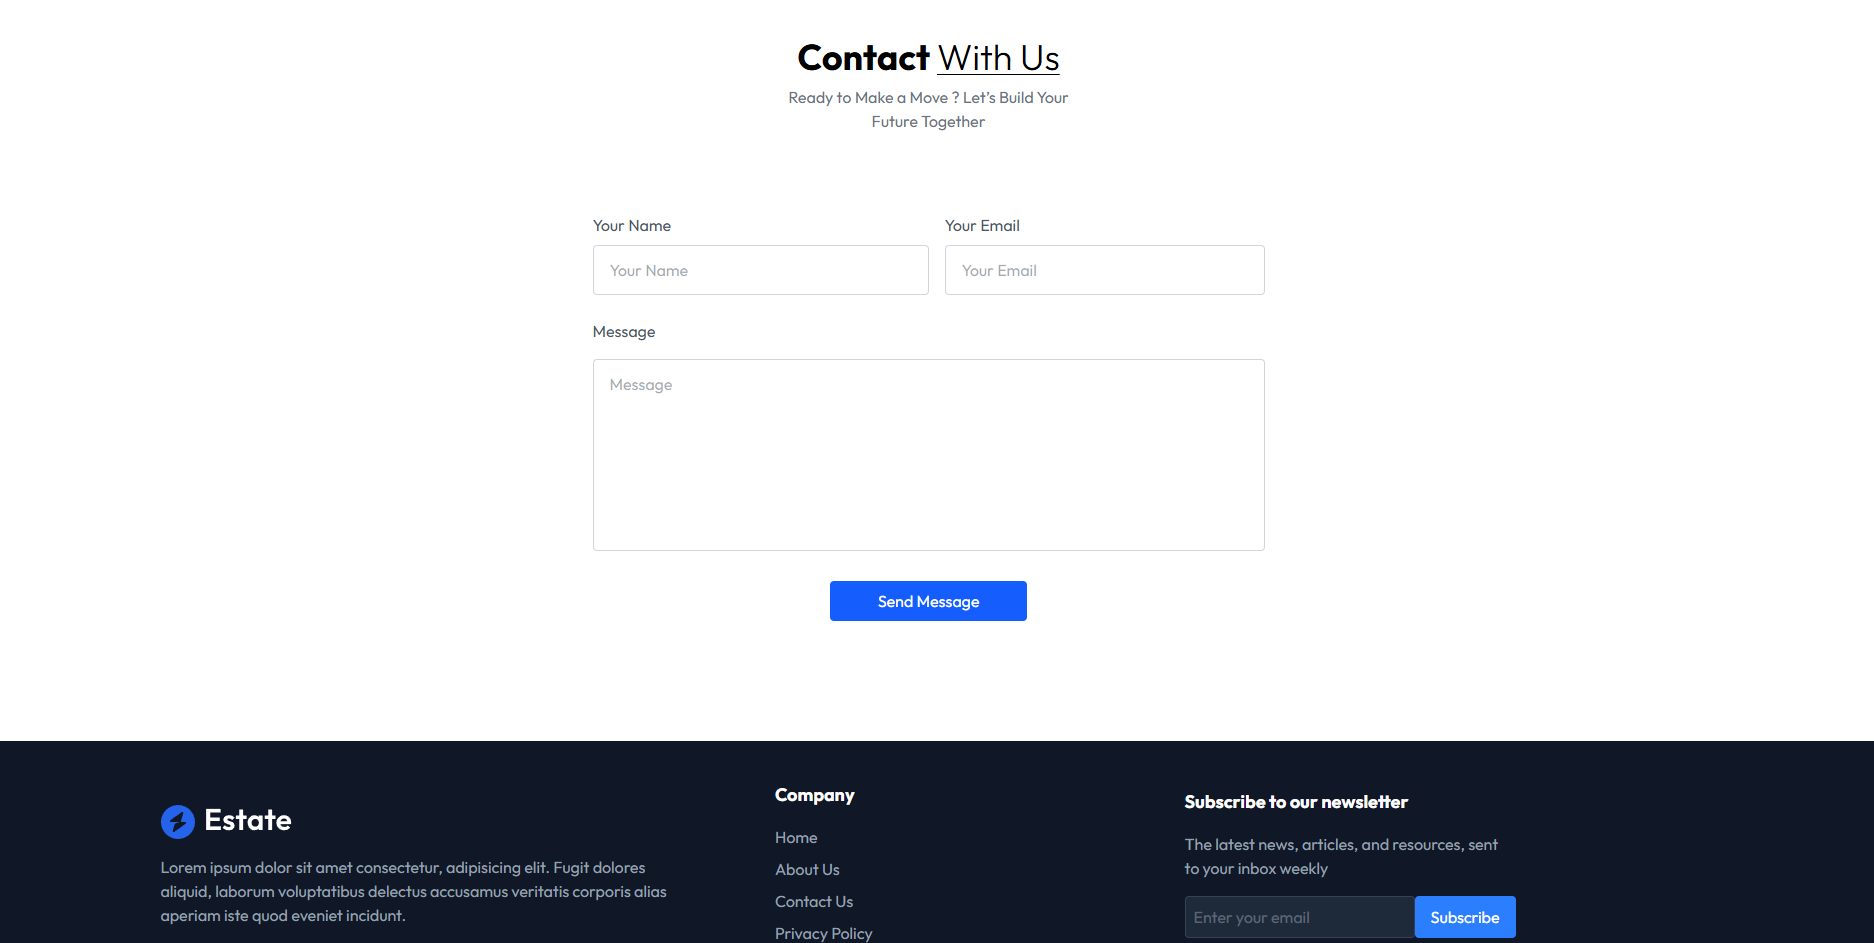 Contact With Us
Ready to Make a Move ? Let's Build Your
Future Together
Your Name
Your Email
Your Name
Your Email
Message
Message
Send Message
Estate
Lorem ipsum dolor sit amet consectetur, adipisicing elit. Fugit dolores
aliquid, laborum voluptatibus delectus accusamus veritatis corporis alias
aperiam iste quod eveniet incidunt.
Company
Home
About Us
Contact Us
Privacy Policy
Subscribe to our newsletter
The latest news, articles, and resources, sent
to your inbox weekly
Enter your email
Subscribe